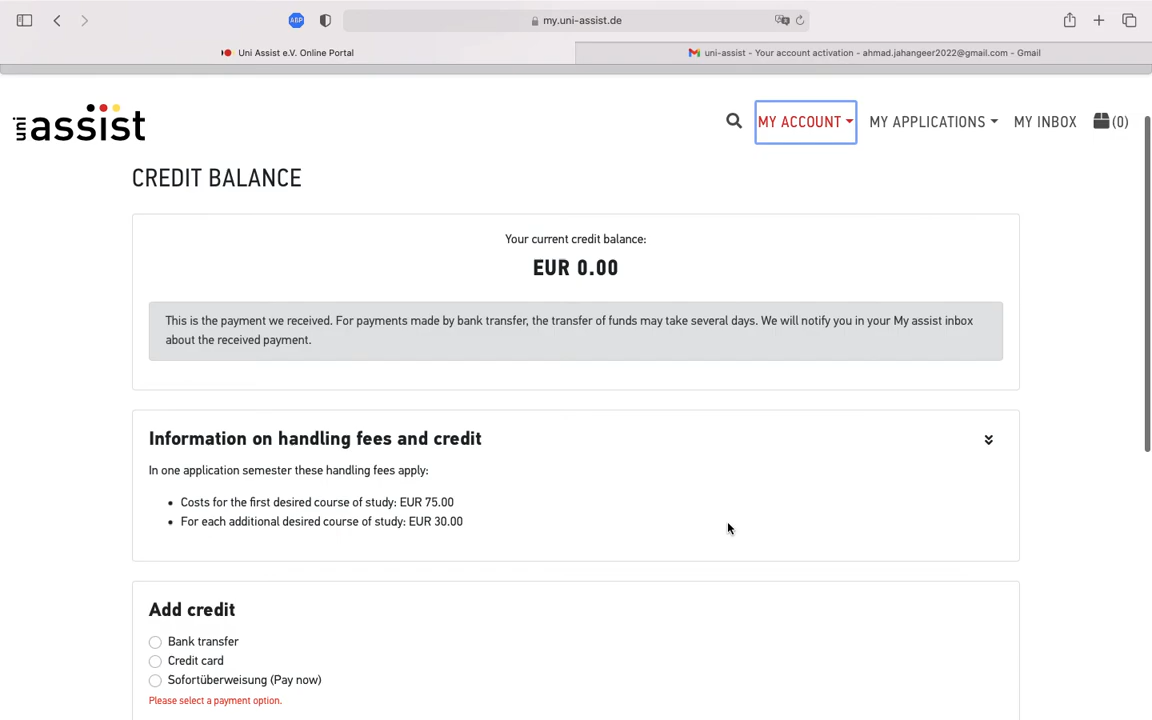 ABP
my.uni-assist.de
Uni Assist e.V. Online Portal
uni-assist - Your account activation - ahmad.jahangeer2022@gmail.com - Gmail
uni assist
MY ACCOUNT
MY APPLICATIONS
MY INBOX
(0)
CREDIT BALANCE
Your current credit balance:
EUR 0.00
This is the payment we received. For payments made by bank transfer, the transfer of funds may take several days. We will notify you in your My assist inbox
about the received payment.
Information on handling fees and credit
In one application semester these handling fees apply:
• Costs for the first desired course of study: EUR 75.00
• For each additional desired course of study: EUR 30.00
Add credit
Bank transfer
Credit card
Sofortüberweisung (Pay now)
Please select a payment option.